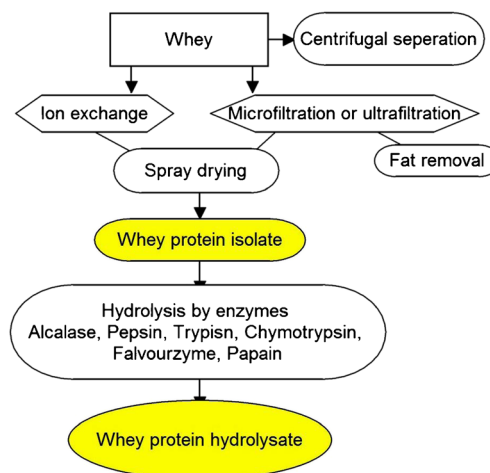 Whey
Centrifugal seperation
Ion exchange
Microfiltration or ultrafiltration
Fat removal
Spray drying
Whey protein isolate
Hydrolysis by enzymes
Alcalase, Pepsin, Trypisn, Chymotrypsin,
Falvourzyme, Papain
Whey protein hydrolysate